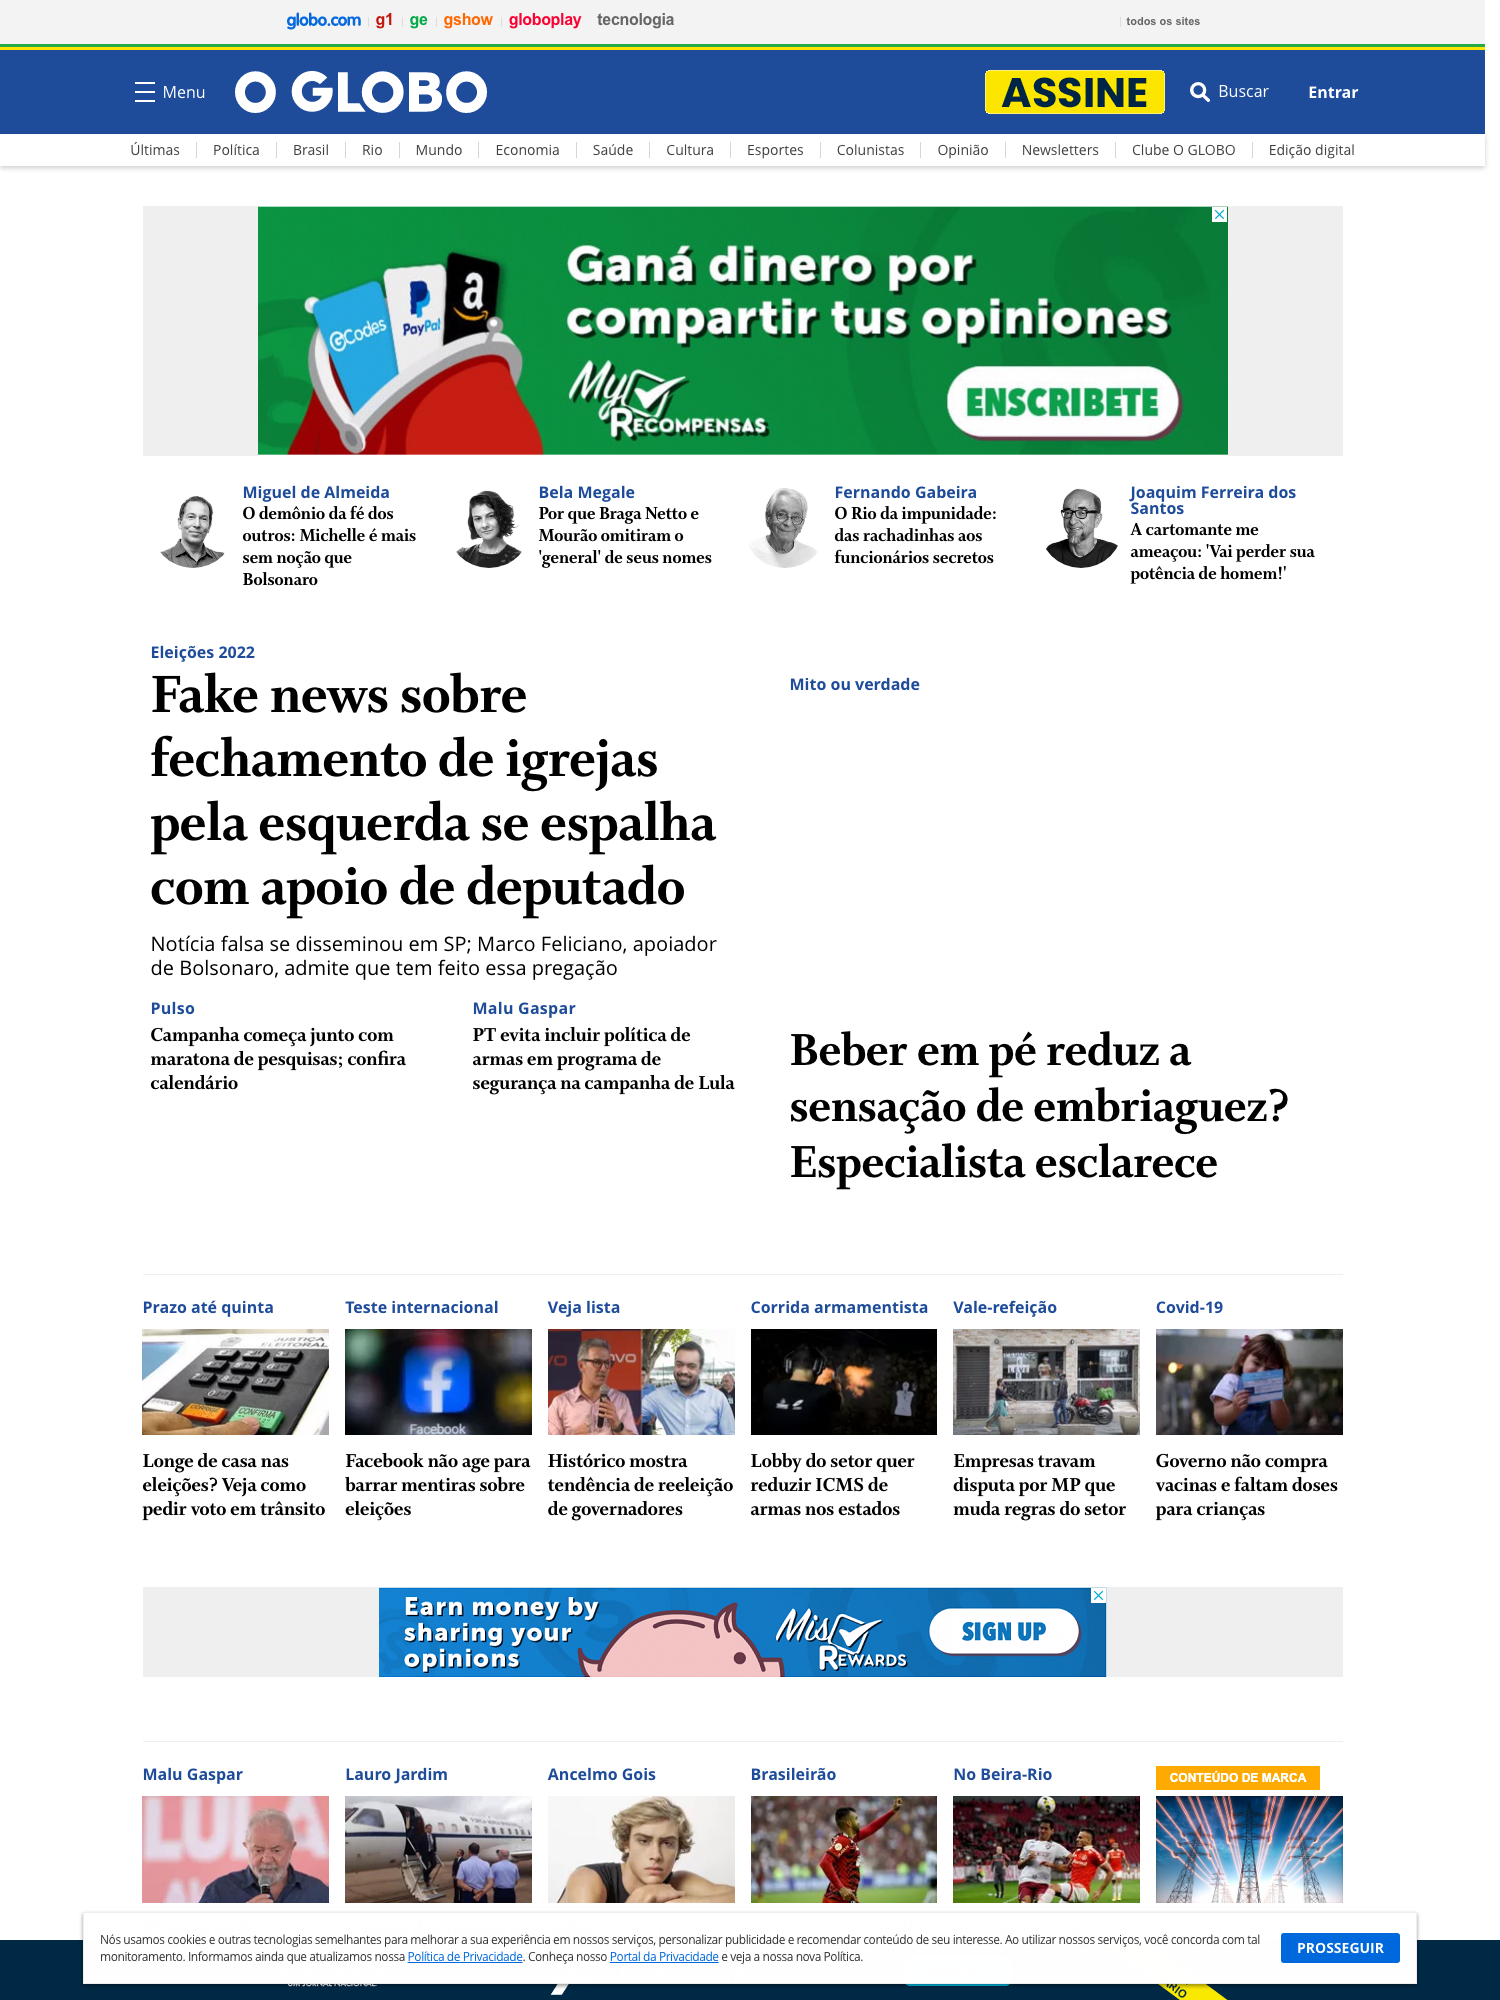 globo.com g1 ge gshow globoplay tecnologia todos os sites
Menu O GLOBO ASSINE Buscar Entrar
Últimas Política Brasil Rio Mundo Economia Saúde Cultura Esportes Colunistas Opinião Newsletters Clube O GLOBO Edição digital
Ganá dinero por
compartir tus opiniones
GCodes PayPal a
My Recompensas
ENSCRIBETE
Miguel de Almeida
O demônio da fé dos
outros: Michelle é mais
sem noção que
Bolsonaro
Bela Megale
Por que Braga Netto e
Mourão omitiram o
'general' de seus nomes
Fernando Gabeira
O Rio da impunidade:
das rachadinhas aos
funcionários secretos
Joaquim Ferreira dos
Santos
A cartomante me
ameaçou: 'Vai perder sua
potência de homem!'
Eleições 2022
Fake news sobre
fechamento de igrejas
pela esquerda se espalha
com apoio de deputado
Notícia falsa se disseminou em SP; Marco Feliciano, apoiador
de Bolsonaro, admite que tem feito essa pregação
Pulso
Campanha começa junto com
maratona de pesquisas; confira
calendário
Malu Gaspar
PT evita incluir política de
armas em programa de
segurança na campanha de Lula
Mito ou verdade
Beber em pé reduz a
sensação de embriaguez?
Especialista esclarece
Prazo até quinta
JUSTIÇA
ELEITORAL
CORRIGE
CONFIRMA
Longe de casa nas
eleições? Veja como
pedir voto em trânsito
Teste internacional
Facebook
Facebook não age para
barrar mentiras sobre
eleições
Veja lista
Histórico mostra
tendência de reeleição
de governadores
Corrida armamentista
Lobby do setor quer
reduzir ICMS de
armas nos estados
Vale-refeição
Empresas travam
disputa por MP que
muda regras do setor
Covid-19
Governo não compra
vacinas e faltam doses
para crianças
Earn money by
sharing your
opinions
Mis Rewards
SIGN UP
Malu Gaspar
LULA
Lauro Jardim
Ancelmo Gois
Brasileirão
No Beira-Rio
CONTEÚDO DE MARCA
Nós usamos cookies e outras tecnologias semelhantes para melhorar a sua experiência em nossos serviços, personalizar publicidade e recomendar conteúdo de seu interesse. Ao utilizar nossos serviços, você concorda com tal
monitoramento. Informamos ainda que atualizamos nossa Política de Privacidade. Conheça nosso Portal da Privacidade e veja a nossa nova Política.
PROSSEGUIR